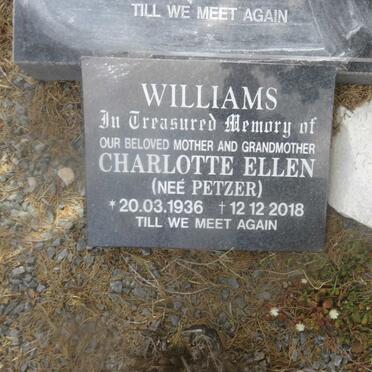 TILL WE MEET AGAIN
WILLIAMS
In Treasured Memory of
OUR BELOVED MOTHER AND GRANDMOTHER
CHARLOTTE ELLEN
(NEÉ PETZER)
* 20.03.1936 † 12 12 2018
TILL WE MEET AGAIN